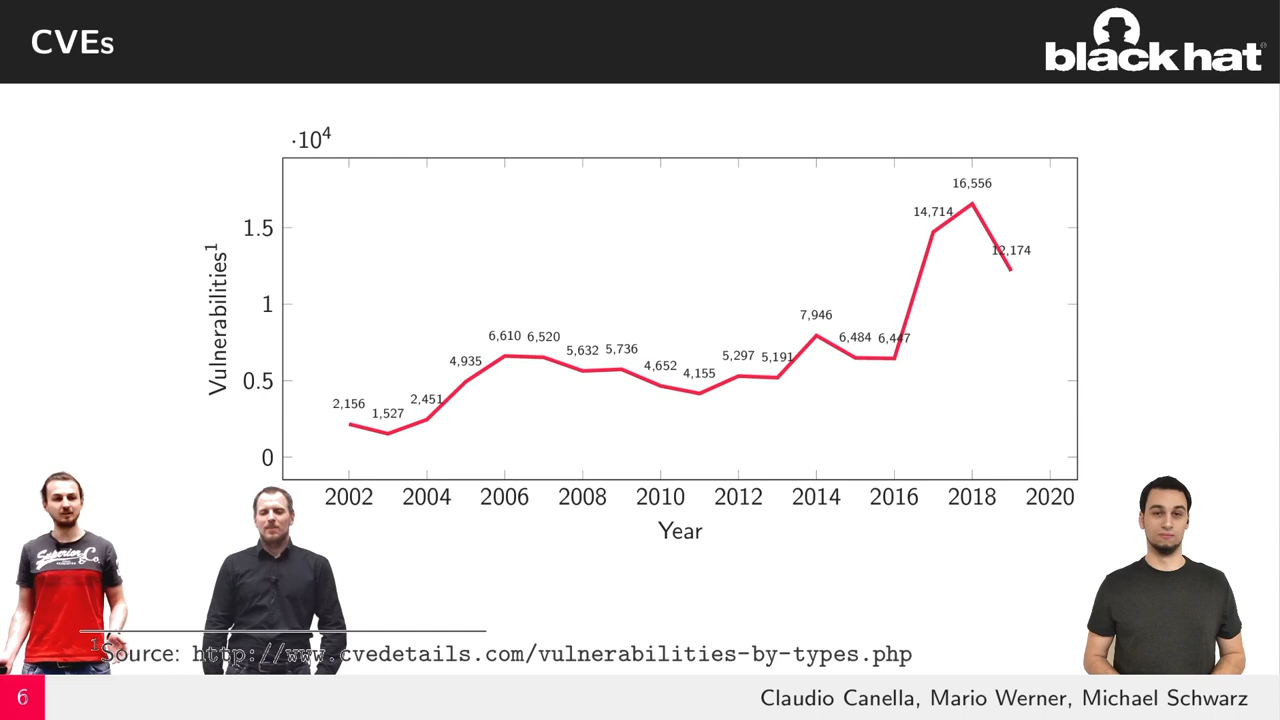 CVEs
black hat®
·10⁴
16,556
14,714
1.5
12,174
Vulnerabilities¹
1
7,946
6,610 6,520
6,484 6,447
5,632 5,736
5,297 5,191
4,935
4,652 4,155
0.5
2,451
2,156
1,527
0
2002 2004 2006 2008 2010 2012 2014 2016 2018 2020
Year
Superior
& Co.
¹Source: http://www.cvedetails.com/vulnerabilities-by-types.php
6
Claudio Canella, Mario Werner, Michael Schwarz